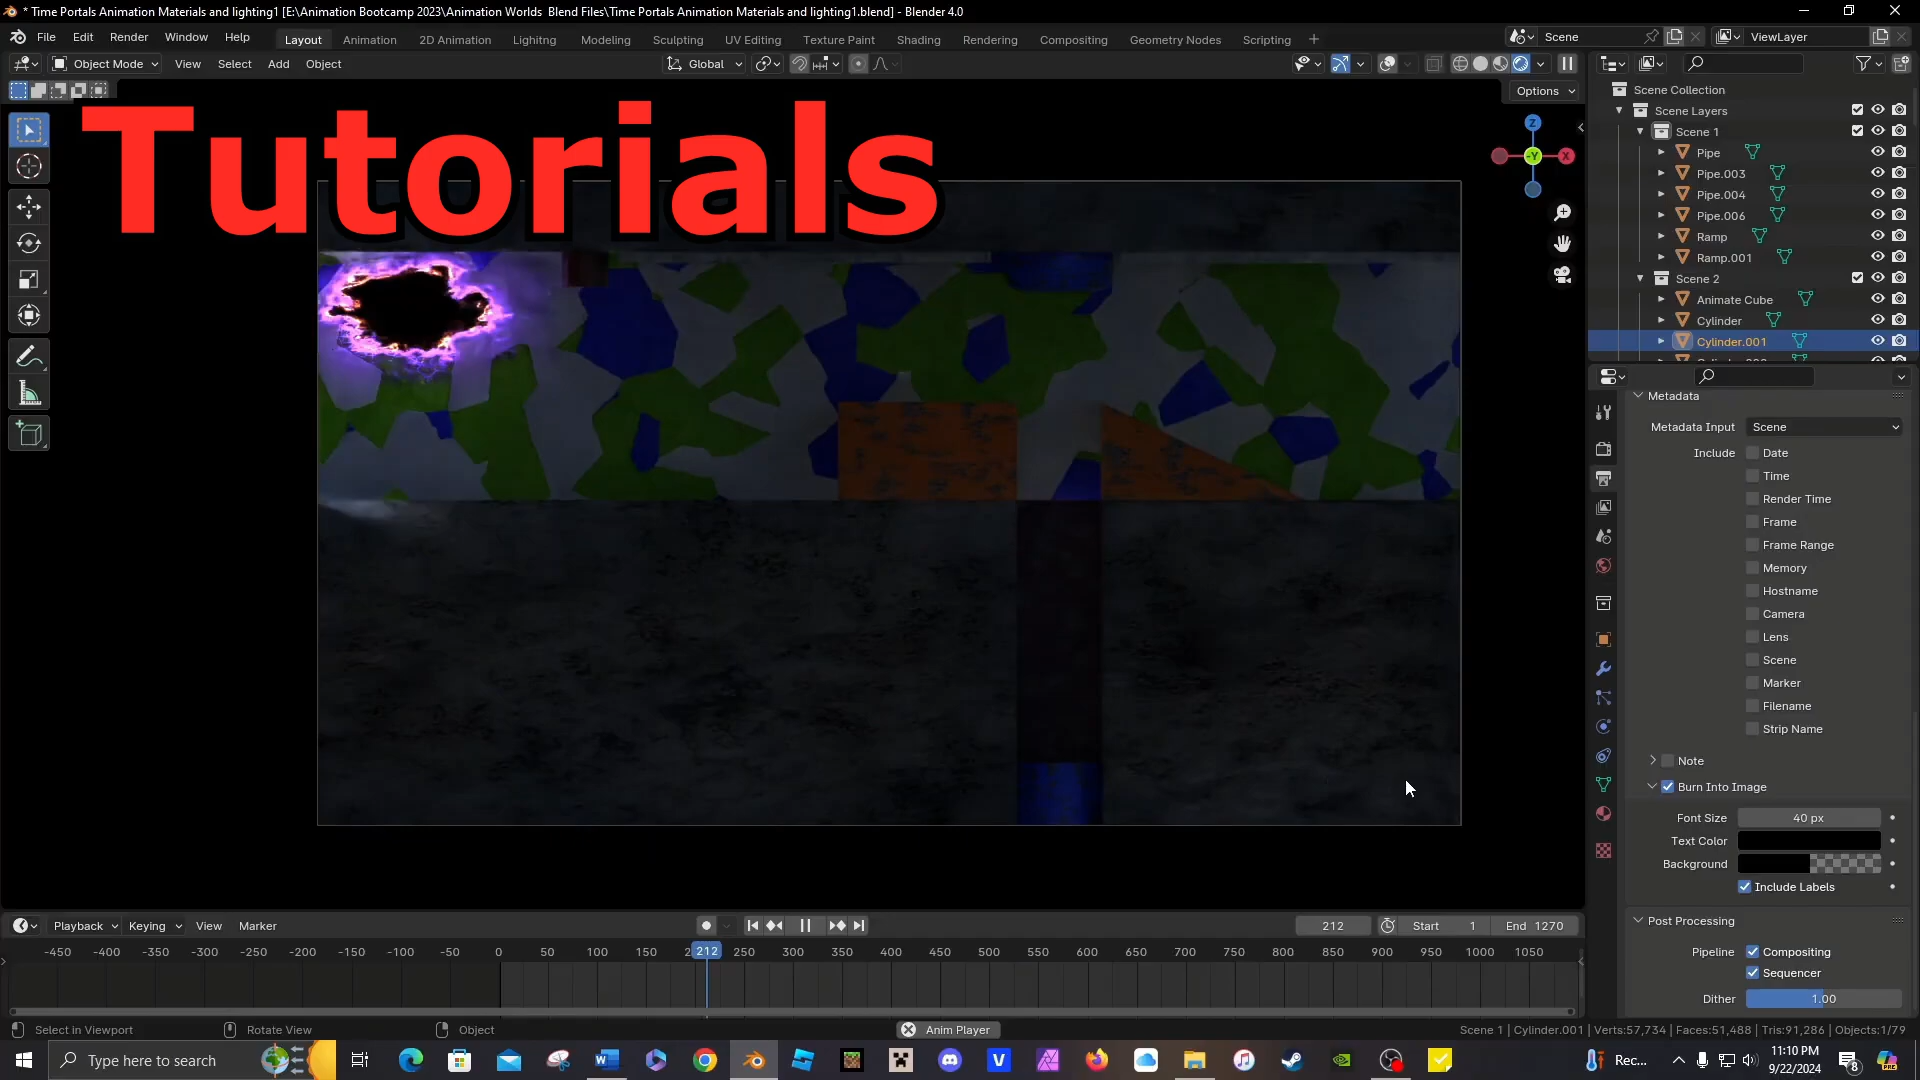 * Time Portals Animation Materials and lighting1 [E:\Animation Bootcamp 2023\Animation Worlds  Blend Files\Time Portals Animation Materials and lighting1.blend] - Blender 4.0
File Edit Render Window Help Layout Animation 2D Animation Lighitng Modeling Sculpting UV Editing Texture Paint Shading Rendering Compositing Geometry Nodes Scripting + Scene ViewLayer
Object Mode View Select Add Object Global
Options
Tutorials
Z
-Y X
Scene Collection
Scene Layers
Scene 1
Pipe
Pipe.003
Pipe.004
Pipe.006
Ramp
Ramp.001
Scene 2
Animate Cube
Cylinder
Cylinder.001
Metadata
Metadata Input Scene
Include Date
Time
Render Time
Frame
Frame Range
Memory
Hostname
Camera
Lens
Scene
Marker
Filename
Strip Name
Note
Burn Into Image
Font Size 40 px
Text Color
Background
Include Labels
Post Processing
Pipeline Compositing
Sequencer
Dither 1.00
Playback Keying View Marker 212 Start 1 End 1270
-450 -400 -350 -300 -250 -200 -150 -100 -50 0 50 100 150 2 212 250 300 350 400 450 500 550 600 650 700 750 800 850 900 950 1000 1050
Select in Viewport Rotate View Object Anim Player Scene 1 | Cylinder.001 | Verts:57,734 | Faces:51,488 | Tris:91,286 | Objects:1/79
Type here to search Rec... 11:10 PM
9/22/2024 8